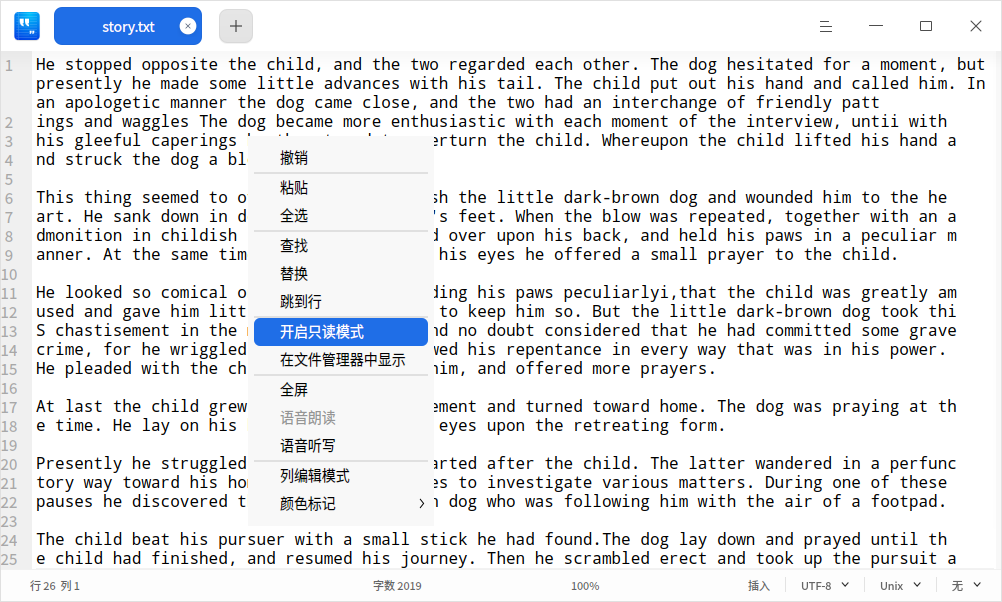 story.txt
1 He stopped opposite the child, and the two regarded each other. The dog hesitated for a moment, but
presently he made some little advances with his tail. The child put out his hand and called him. In
an apologetic manner the dog came close, and the two had an interchange of friendly patt
2 ings and waggles The dog became more enthusiastic with each moment of the interview, untii with
3 his gleeful caperings erturn the child. Whereupon the child lifted his hand a
4 nd struck the dog a bl
5
6 This thing seemed to o sh the little dark-brown dog and wounded him to the he
7 art. He sank down in d 's feet. When the blow was repeated, together with an a
8 dmonition in childish d over upon his back, and held his paws in a peculiar m
9 anner. At the same tim his eyes he offered a small prayer to the child.
10
11 He looked so comical o ding his paws peculiarlyi,that the child was greatly am
12 used and gave him litt to keep him so. But the little dark-brown dog took thi
13 S chastisement in the nd no doubt considered that he had committed some grave
14 crime, for he wriggled wed his repentance in every way that was in his power.
15 He pleaded with the ch him, and offered more prayers.
16
17 At last the child grew ement and turned toward home. The dog was praying at th
18 e time. He lay on his eyes upon the retreating form.
19
20 Presently he struggled arted after the child. The latter wandered in a perfunc
21 tory way toward his ho es to investigate various matters. During one of these
22 pauses he discovered t n dog who was following him with the air of a footpad.
23
24 The child beat his pursuer with a small stick he had found.The dog lay down and prayed until th
25 e child had finished, and resumed his journey. Then he scrambled erect and took up the pursuit a
撤销
粘贴
全选
查找
替换
跳到行
开启只读模式
在文件管理器中显示
全屏
语音朗读
语音听写
列编辑模式
颜色标记
行 26 列 1 字数 2019 100% 插入 UTF-8 Unix 无